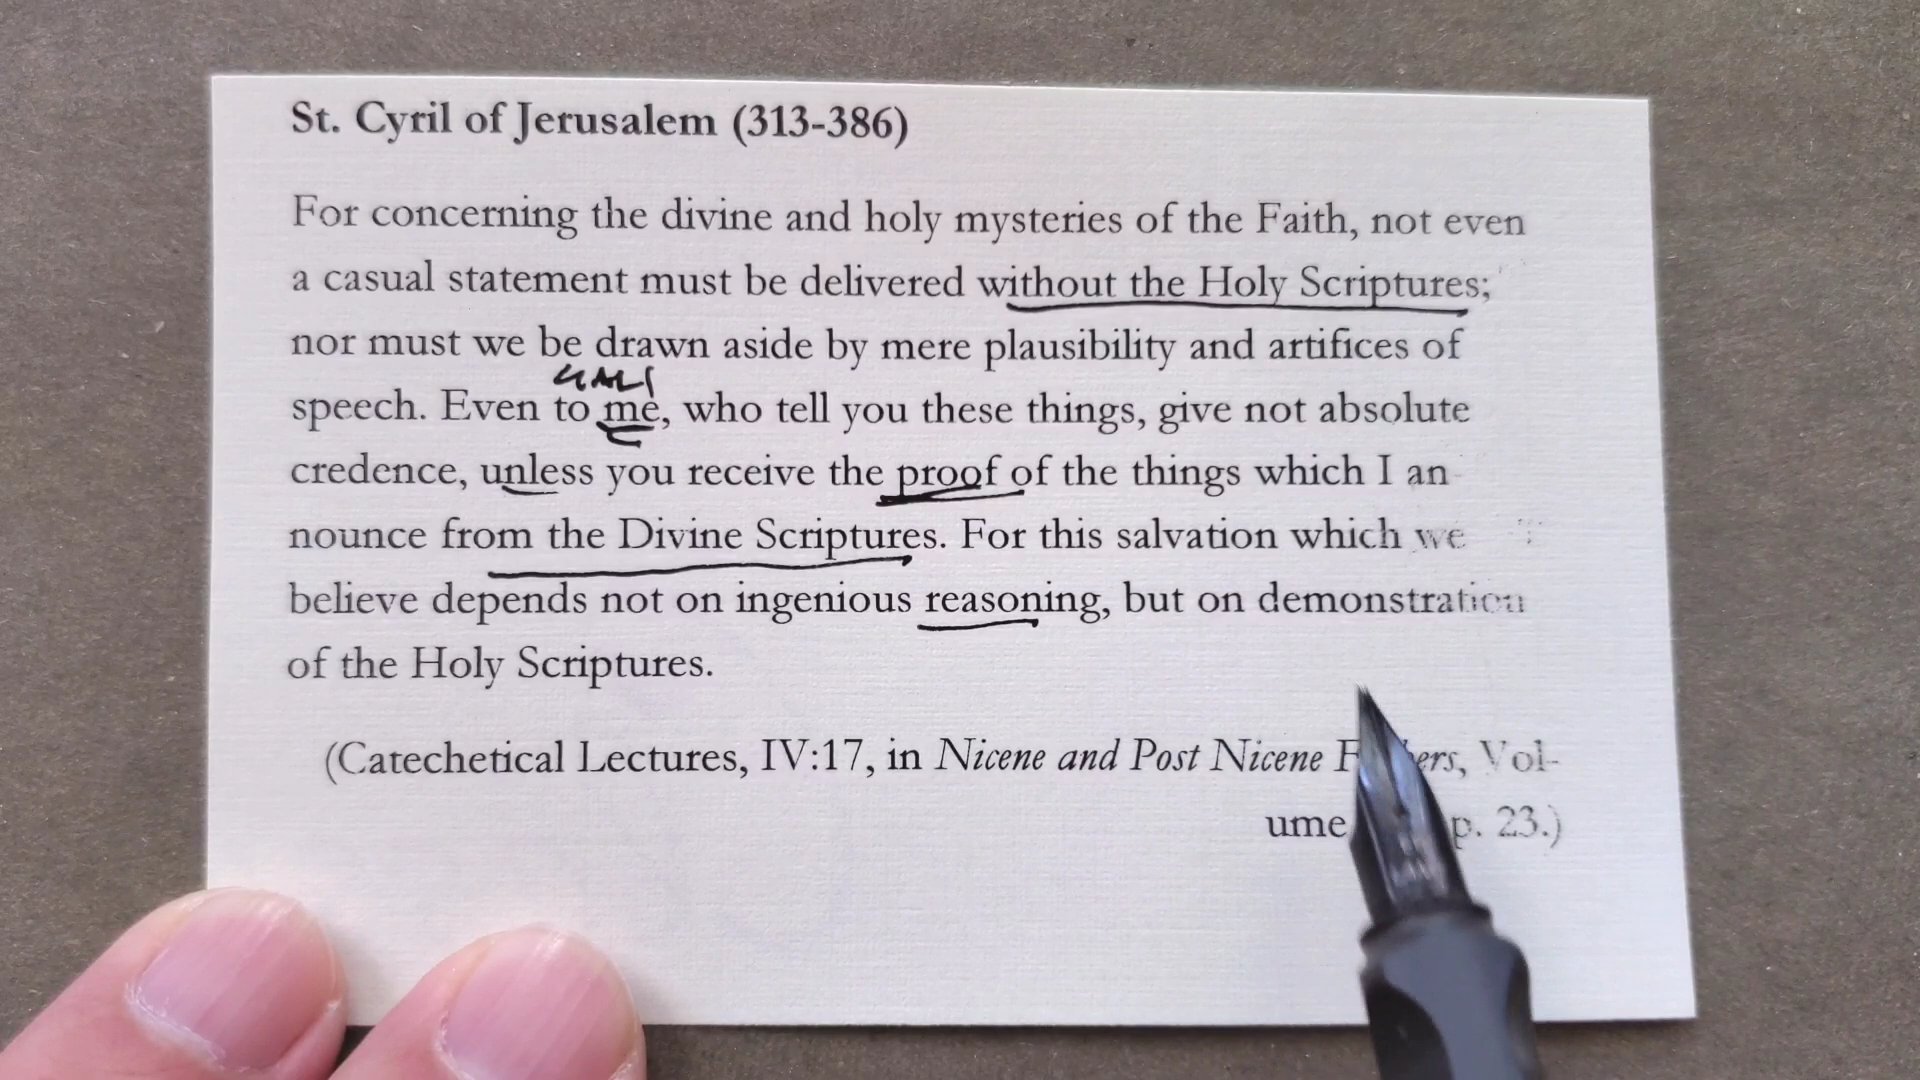 St. Cyril of Jerusalem (313-386)
For concerning the divine and holy mysteries of the Faith, not even
a casual statement must be delivered without the Holy Scriptures;
nor must we be drawn aside by mere plausibility and artifices of
speech. Even to me, who tell you these things, give not absolute
credence, unless you receive the proof of the things which I an
nounce from the Divine Scriptures. For this salvation which we
believe depends not on ingenious reasoning, but on demonstration
of the Holy Scriptures.
(Catechetical Lectures, IV:17, in Nicene and Post Nicene Vol-
ume p. 23.)